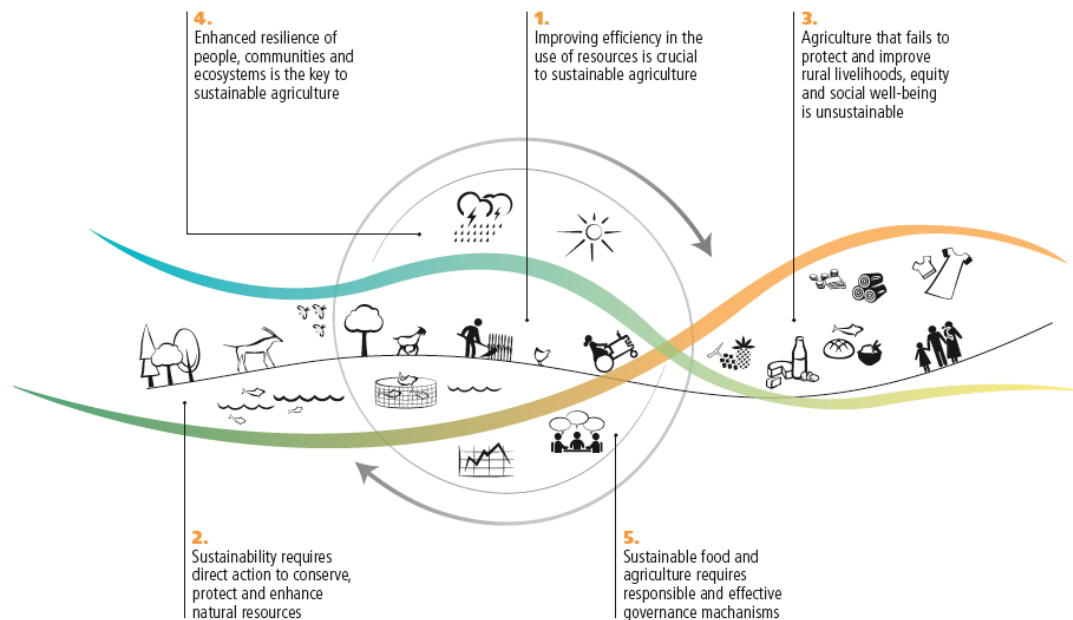 4.
Enhanced resilience of
people, communities and
ecosystems is the key to
sustainable agriculture
1.
Improving efficiency in the
use of resources is crucial
to sustainable agriculture
3.
Agriculture that fails to
protect and improve
rural livelihoods, equity
and social well-being
is unsustainable
2.
Sustainability requires
direct action to conserve,
protect and enhance
natural resources
5.
Sustainable food and
agriculture requires
responsible and effective
governance machanisms